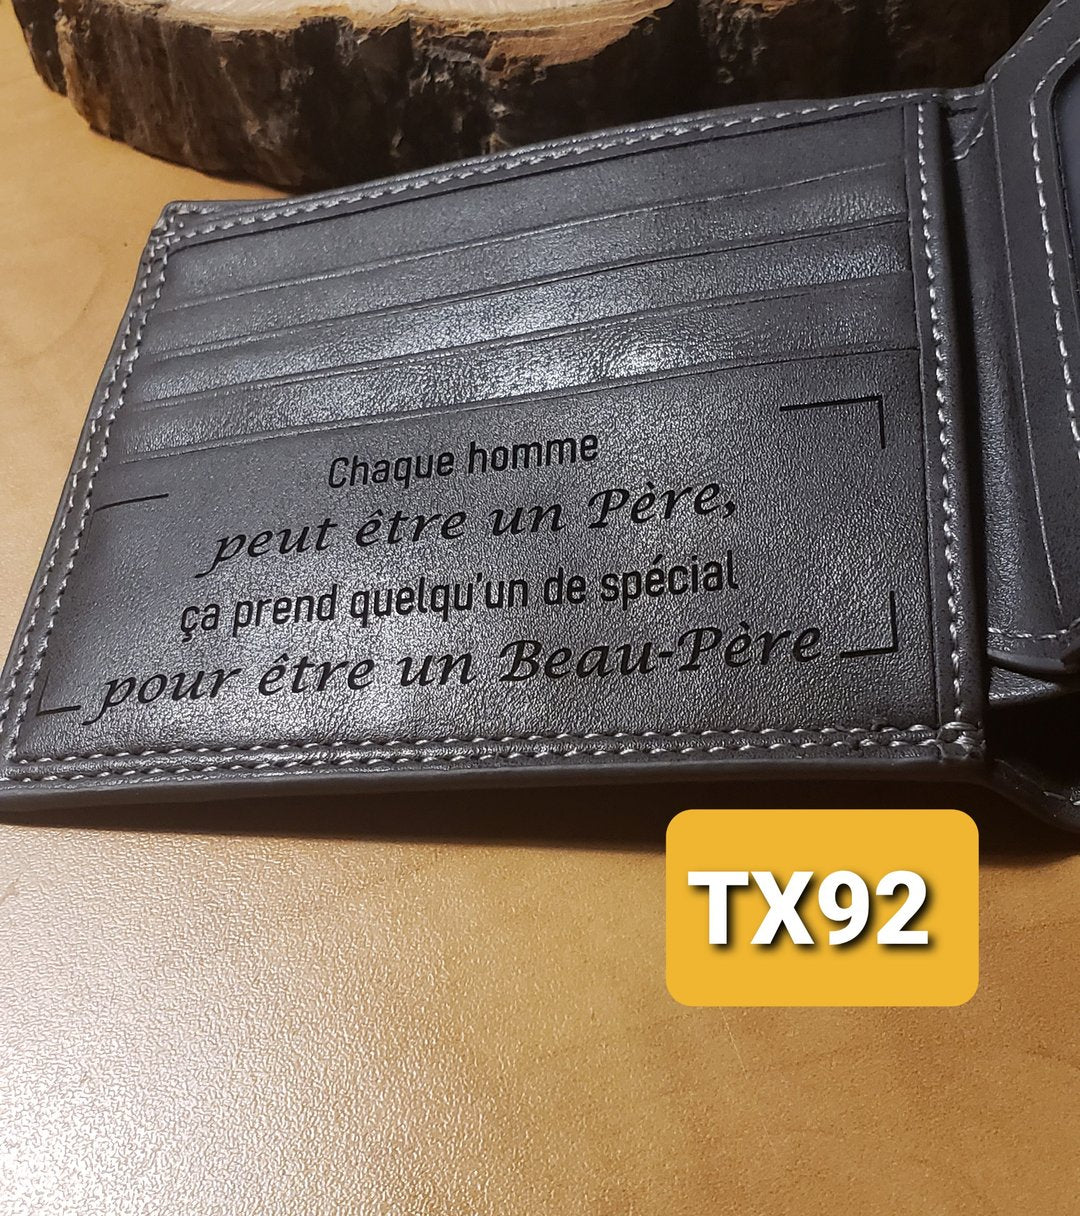 Chaque homme
peut être un Père,
ça prend quelqu'un de spécial
pour être un Beau-Père
TX92